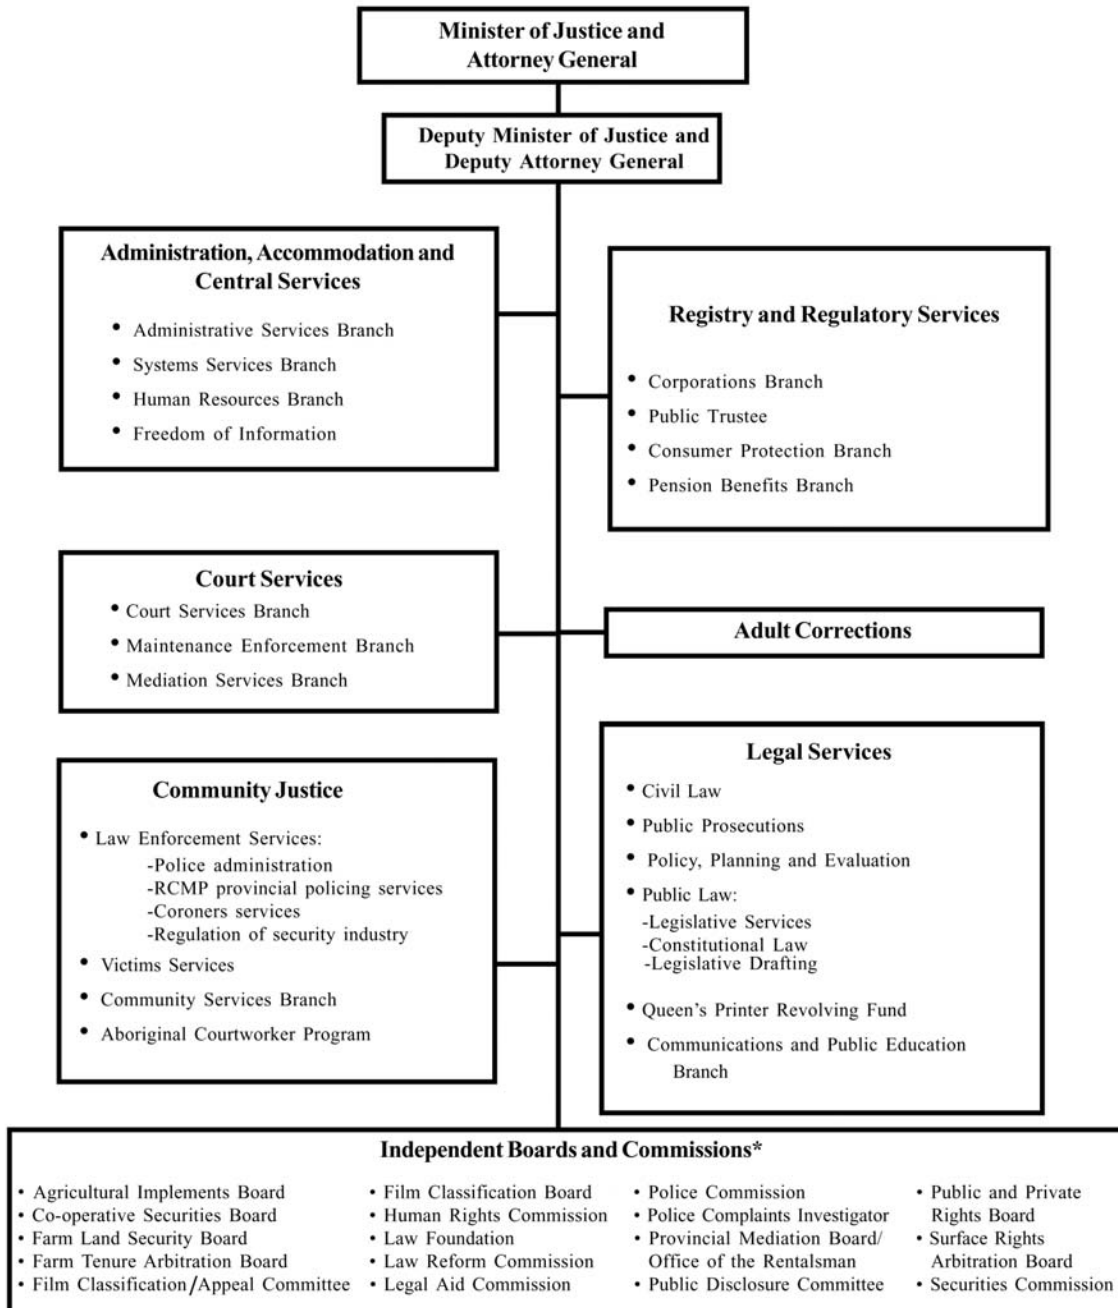 Minister of Justice and
Attorney General
Deputy Minister of Justice and
Deputy Attorney General
Administration, Accommodation and
Central Services
• Administrative Services Branch
• Systems Services Branch
• Human Resources Branch
• Freedom of Information
Registry and Regulatory Services
• Corporations Branch
• Public Trustee
• Consumer Protection Branch
• Pension Benefits Branch
Court Services
• Court Services Branch
• Maintenance Enforcement Branch
• Mediation Services Branch
Adult Corrections
Community Justice
• Law Enforcement Services:
-Police administration
-RCMP provincial policing services
-Coroners services
-Regulation of security industry
• Victims Services
• Community Services Branch
• Aboriginal Courtworker Program
Legal Services
• Civil Law
• Public Prosecutions
• Policy, Planning and Evaluation
• Public Law:
-Legislative Services
-Constitutional Law
-Legislative Drafting
• Queen's Printer Revolving Fund
• Communications and Public Education
Branch
Independent Boards and Commissions*
• Agricultural Implements Board
• Co-operative Securities Board
• Farm Land Security Board
• Farm Tenure Arbitration Board
• Film Classification/Appeal Committee
• Film Classification Board
• Human Rights Commission
• Law Foundation
• Law Reform Commission
• Legal Aid Commission
• Police Commission
• Police Complaints Investigator
• Provincial Mediation Board/
Office of the Rentalsman
• Public Disclosure Committee
• Public and Private
Rights Board
• Surface Rights
Arbitration Board
• Securities Commission